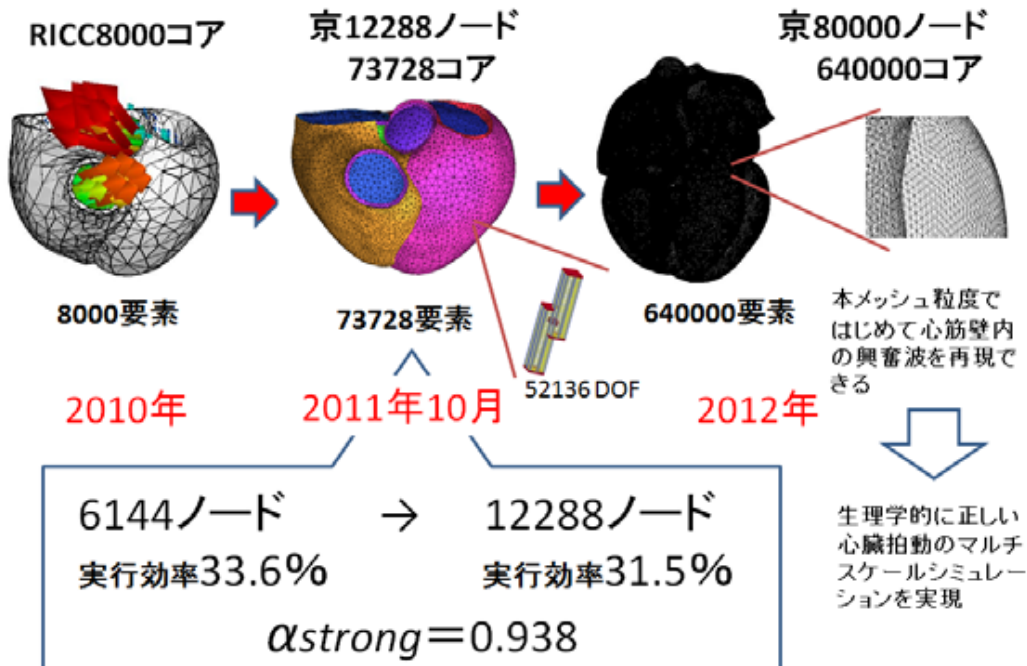 RICC8000コア
京12288ノード
73728コア
京80000ノード
640000コア
8000要素
73728要素
640000要素
52136 DOF
本メッシュ粒度で
はじめて心筋壁内
の興奮波を再現で
きる
2010年
2011年10月
2012年
6144ノード
→
12288ノード
実行効率33.6%
実行効率31.5%
αstrong=0.938
生理学的に正しい
心臓拍動のマルチ
スケールシミュレー
ションを実現